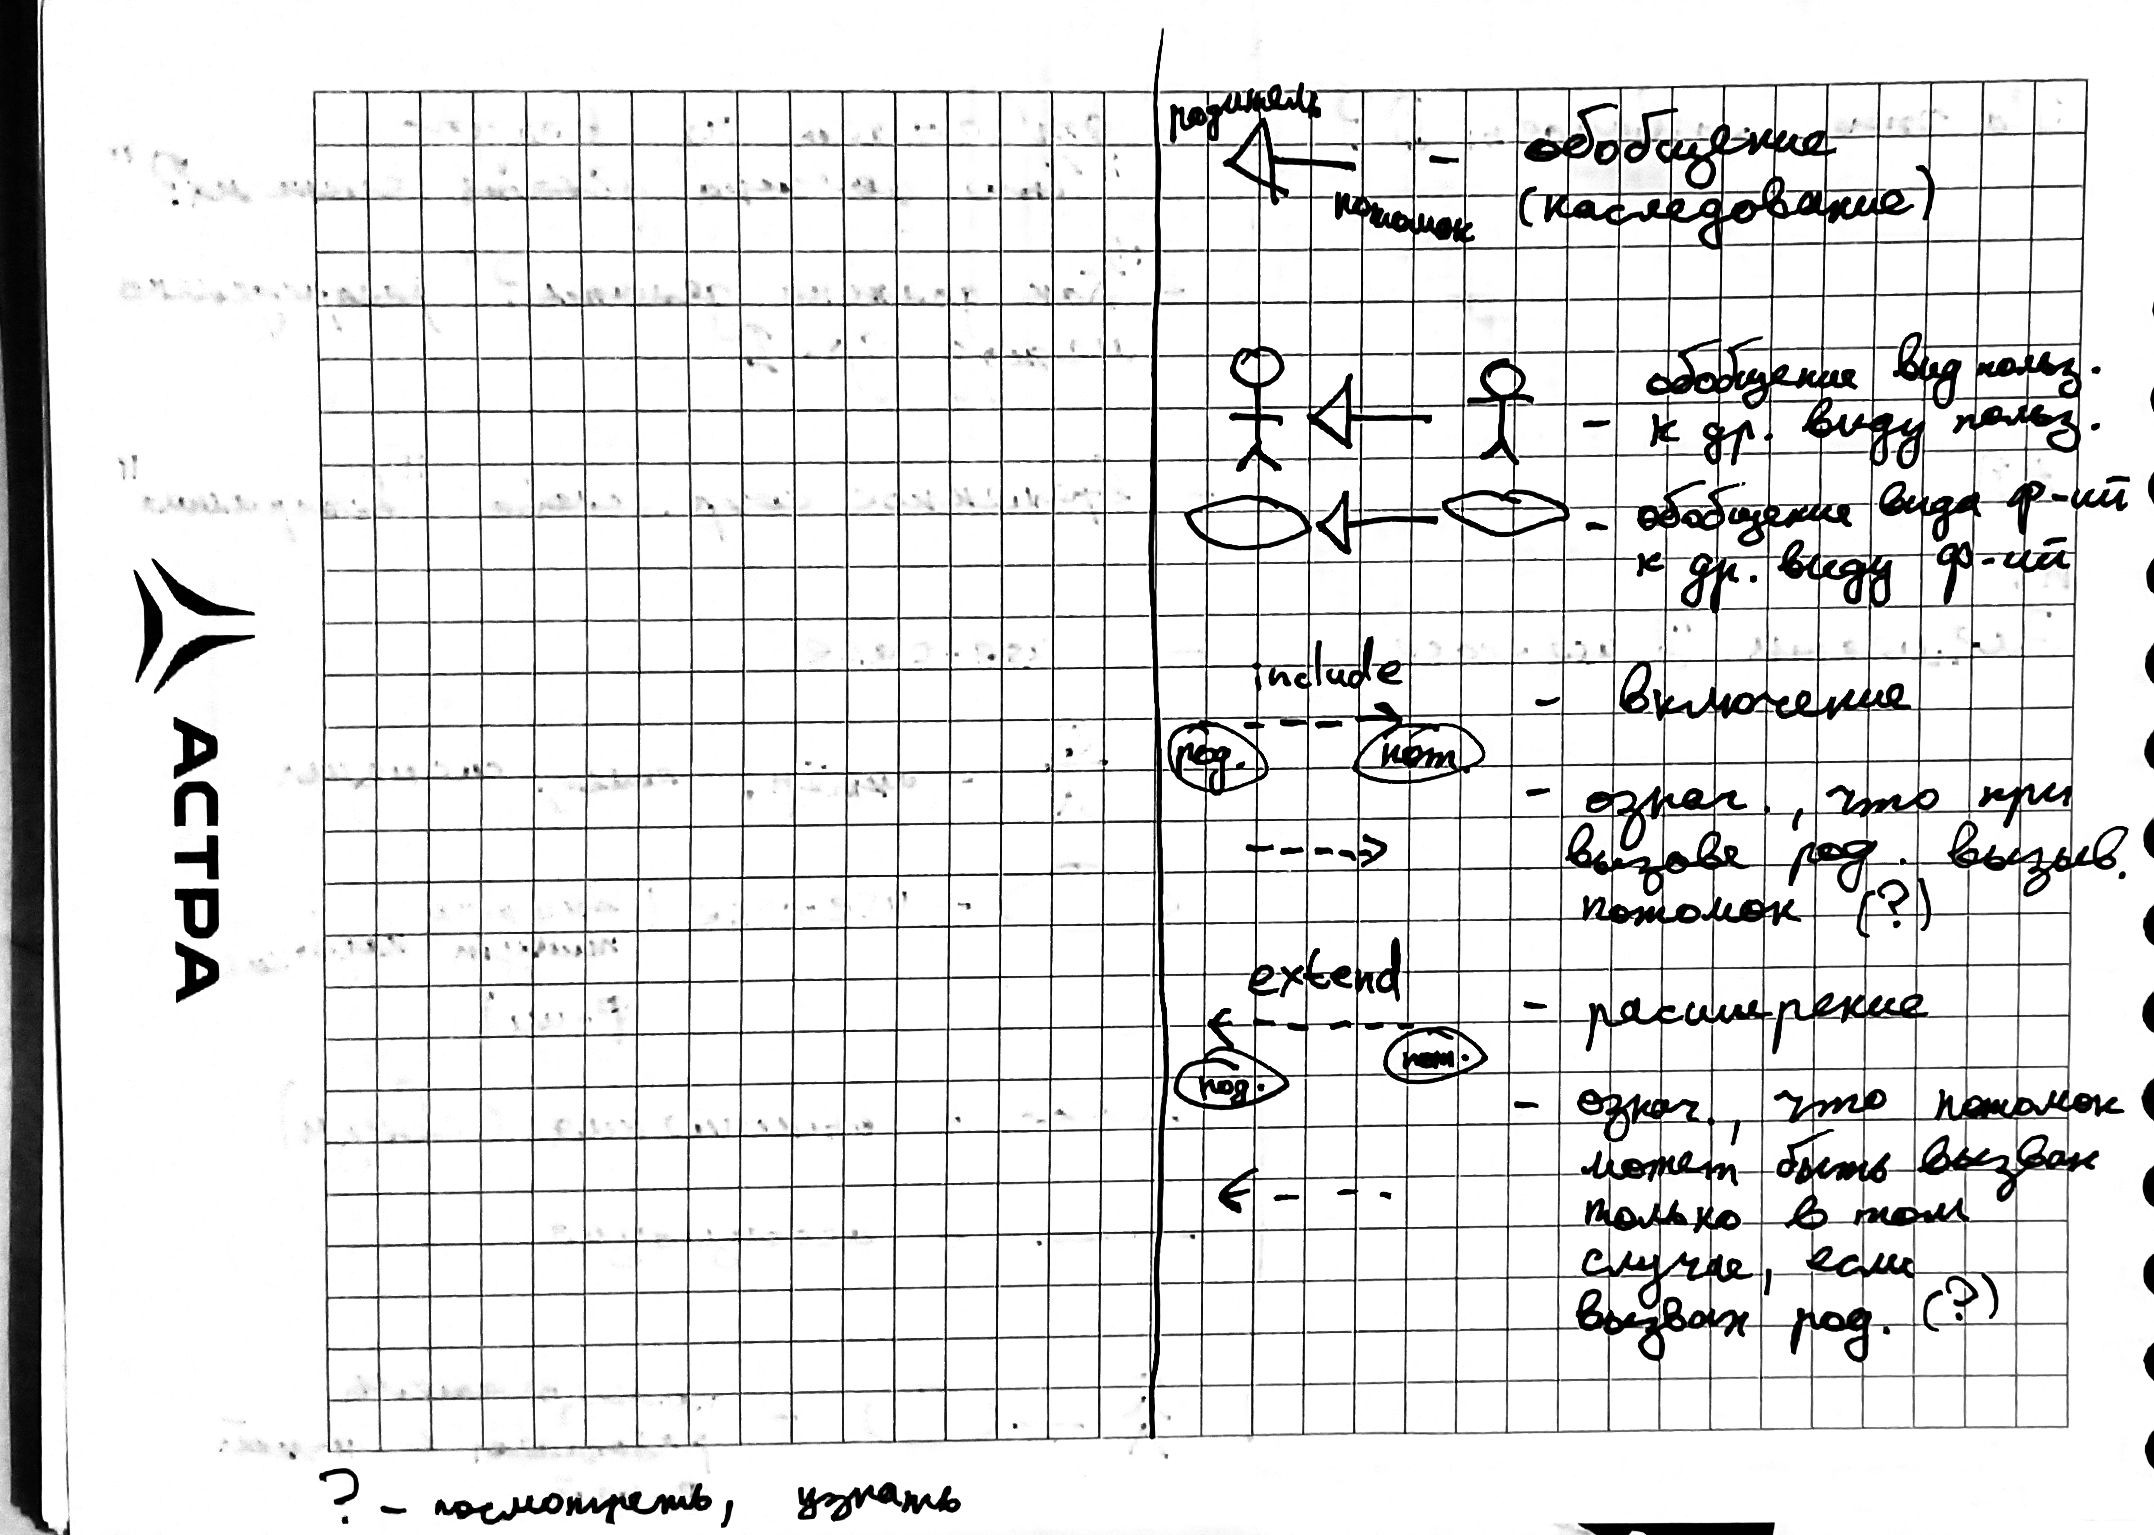 родитель
- обобщение
потомок (наследование)
обобщение вид польз.
- к др. виду польз.
- обобщение вида ф-ий
к др. виду ф-ий
include
- включение
род. пот.
- означ., что при
вызове род. вызыв.
потомок (?)
extend
- расширение
пот.
род.
- означ., что потомок
может быть вызван
только в том
случае, если
вызван род. (?)
АСТРА
? - посмотреть, узнать